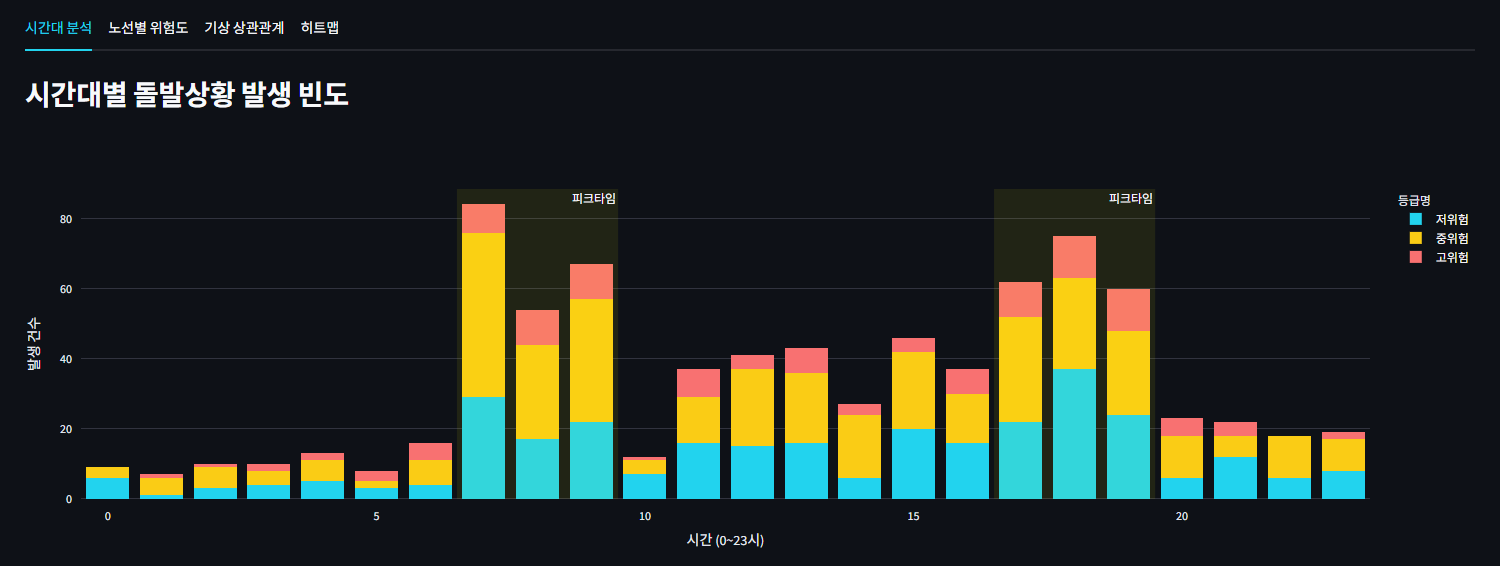 시간대 분석 노선별 위험도 기상 상관관계 히트맵
시간대별 돌발상황 발생 빈도
피크타임 피크타임
등급명
저위험
중위험
고위험
발생 건수
80
60
40
20
0
0 5 10 15 20
시간 (0~23시)